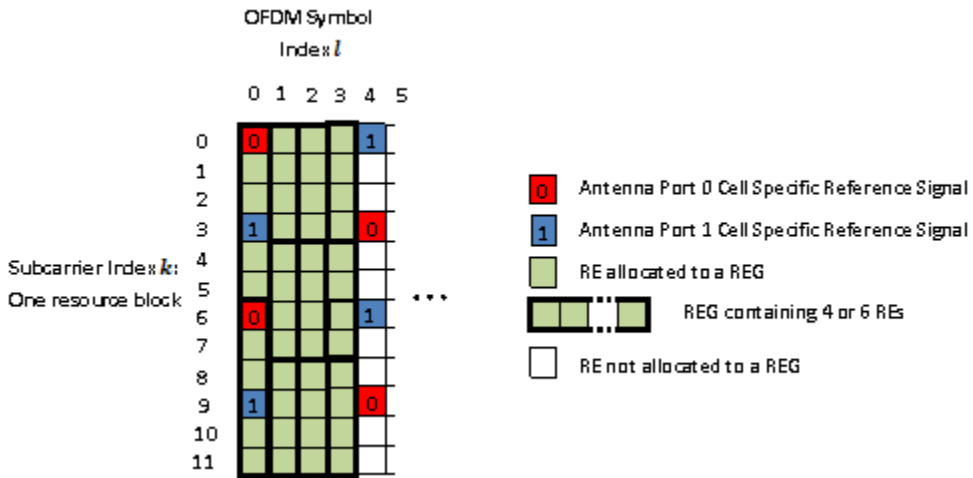 OFDM Symbol
Index l
0 1 2 3 4 5
0 0 1
1
2
3 1 0
Subcarrier Index k:
One resource block
4
5
6 0 1
7
8
9 1 0
10
11
...
0 Antenna Port 0 Cell Specific Reference Signal
1 Antenna Port 1 Cell Specific Reference Signal
RE allocated to a REG
REG containing 4 or 6 REs
RE not allocated to a REG